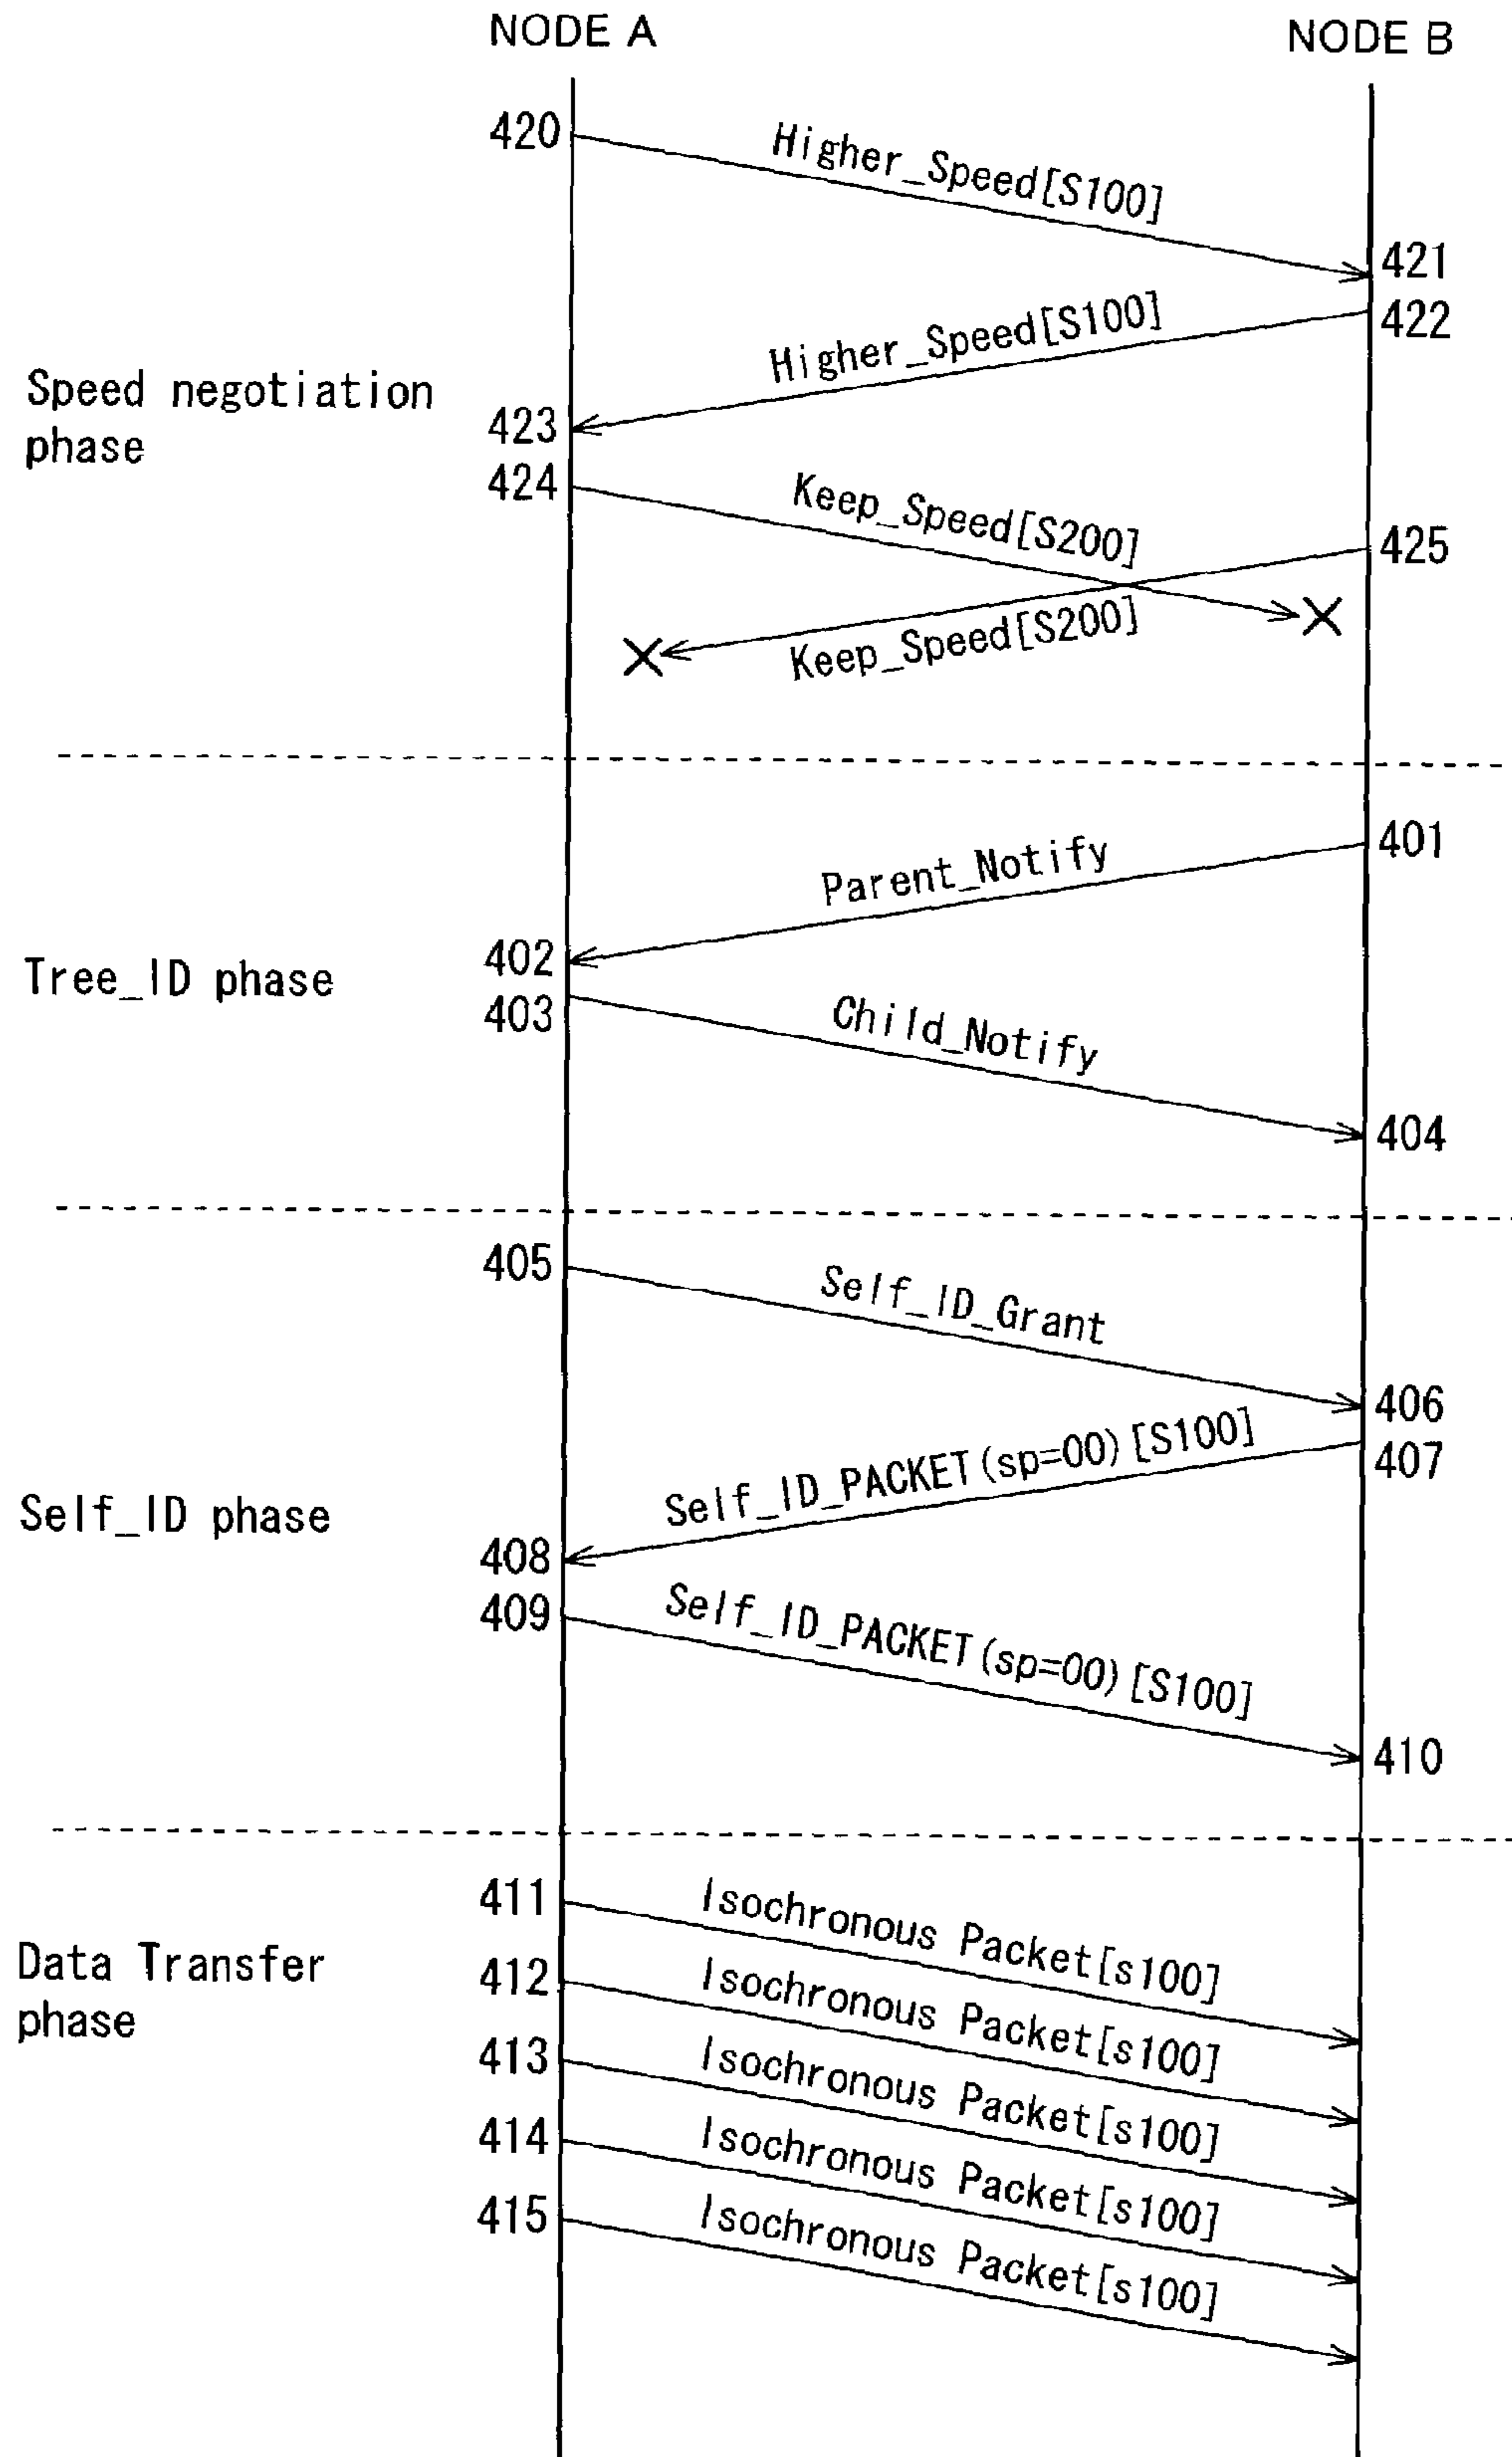 NODE A
NODE B
420
Higher_Speed[S100]
421
422
Higher_Speed[S100]
Speed negotiation
phase
423
424
Keep_Speed[S200]
425
Keep_Speed[S200]
401
Parent_Notify
402
Tree_ID phase
403
Child_Notify
404
405
Self_ID_Grant
406
Self_ID_PACKET(sp=00)[S100]
407
Self_ID phase
408
409
Self_ID_PACKET(sp=00)[S100]
410
411
Isochronous Packet[s100]
Data Transfer
phase
412
Isochronous Packet[s100]
413
Isochronous Packet[s100]
414
Isochronous Packet[s100]
415
Isochronous Packet[s100]